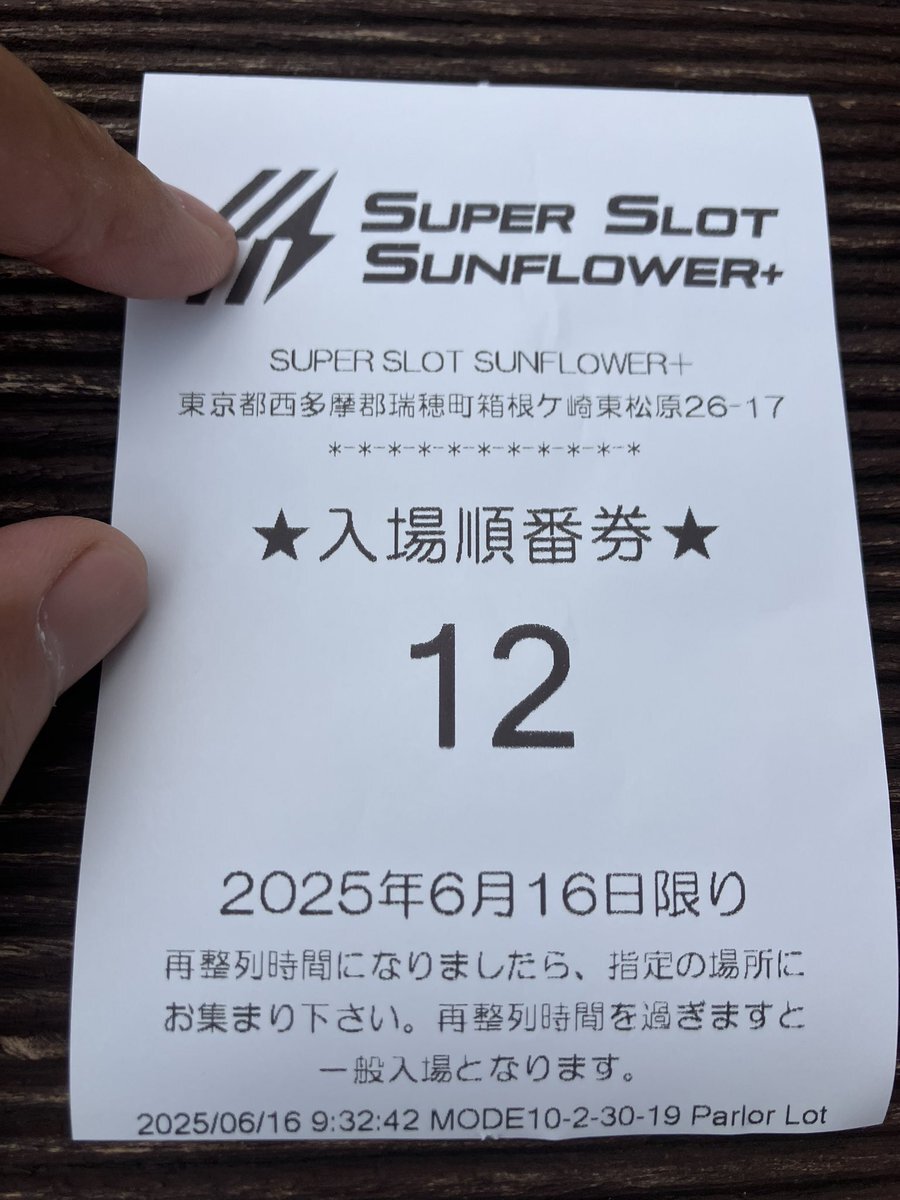 SUPER SLOT
SUNFLOWER+
SUPER SLOT SUNFLOWER+
東京都西多摩郡瑞穂町箱根ケ崎東松原26-17
*-*-*-*-*-*-*-*-*-*-*
★入場順番券★
12
2025年6月16日限り
再整列時間になりましたら、指定の場所に
お集まり下さい。再整列時間を過ぎますと
一般入場となります。
2025/06/16 9:32:42 MODE10-2-30-19 Parlor Lot